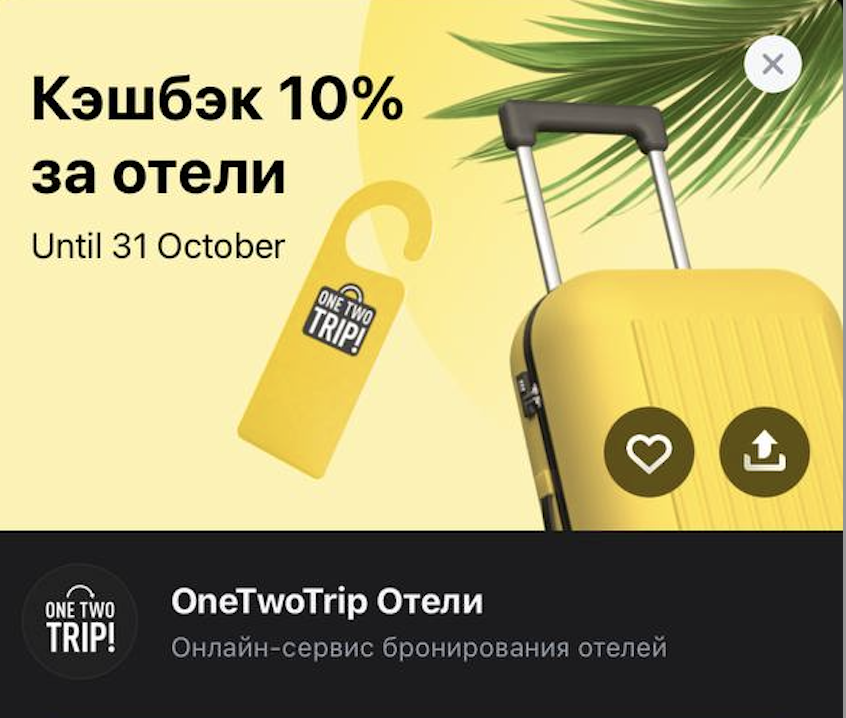 Кэшбэк 10%
за отели
Until 31 October
ONE TWO
TRIP!
ONE TWO
TRIP!
OneTwoTrip Отели
Онлайн-сервис бронирования отелей